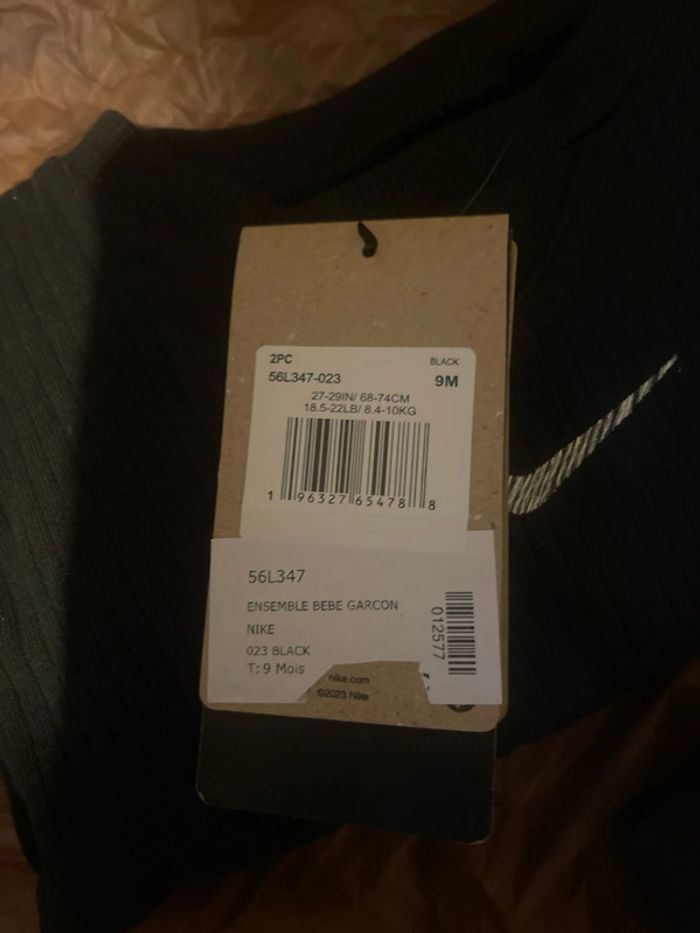 2PC BLACK
56L347-023 9M
27-29IN/ 68-74CM
18.5-22LB/ 8.4-10KG
1 96327 65478 8
56L347
ENSEMBLE BEBE GARCON
NIKE
023 BLACK
T: 9 Mois
012577
nike.com
©2023 Nike